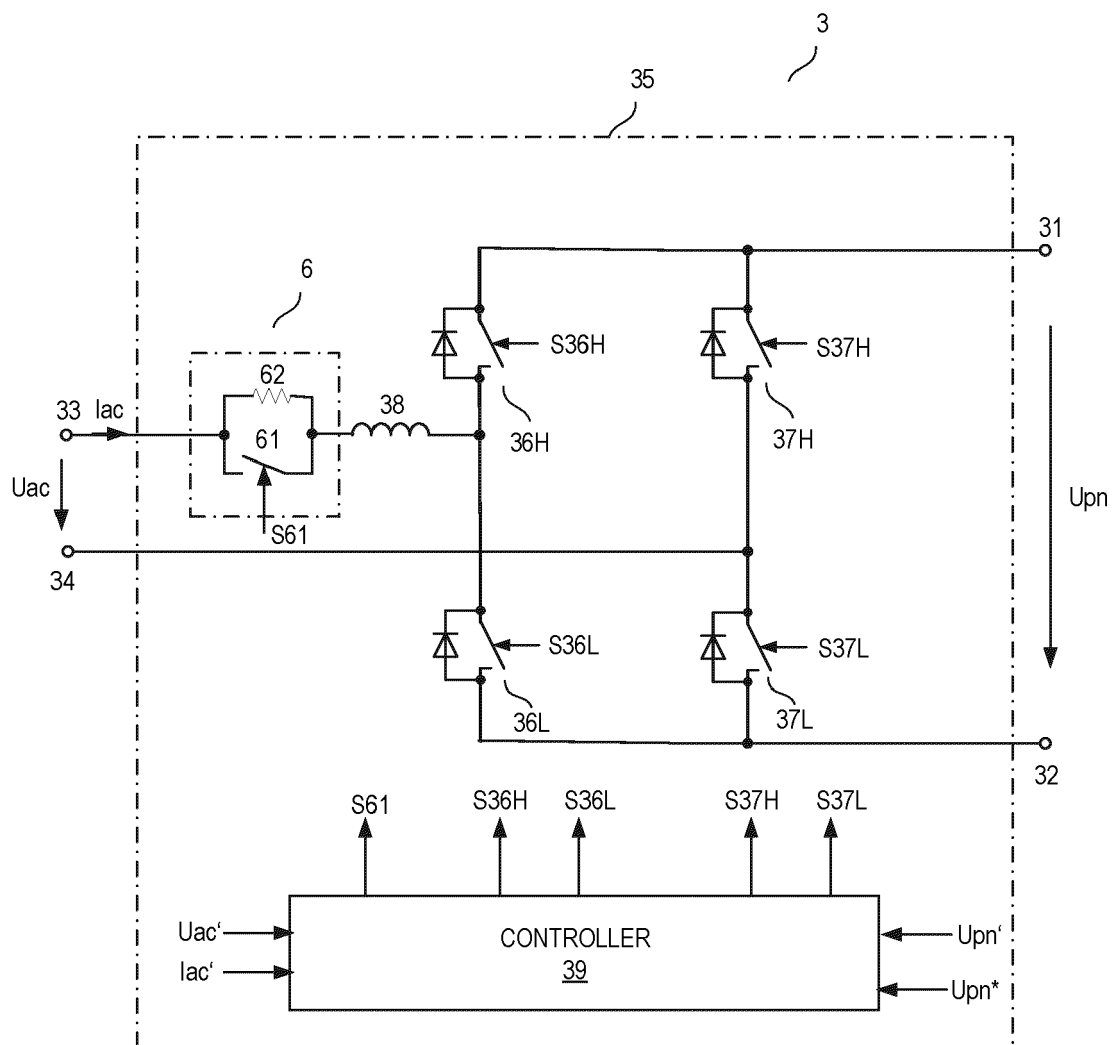 3
35
31
6
S36H
S37H
62
33
Iac
38
61
36H
37H
Uac
Upn
S61
34
S36L
S37L
36L
37L
32
S61
S36H
S36L
S37H
S37L
Uac‘
CONTROLLER
Upn‘
Iac‘
39
Upn*